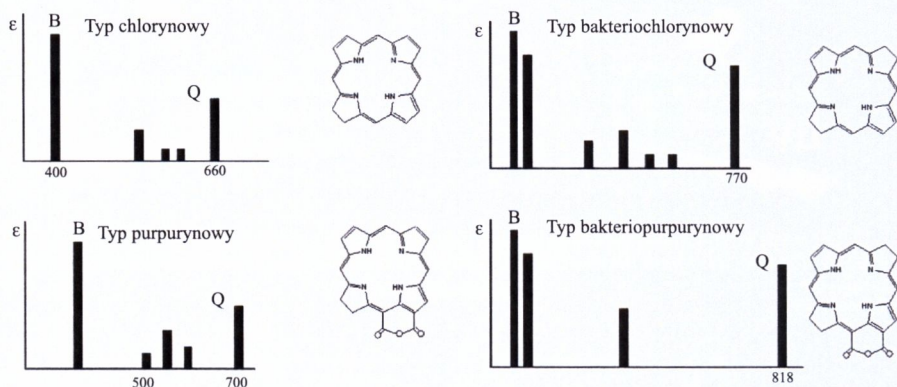 ε
B
Typ chlorynowy
Q
400
660
NH
N
N
HN
ε
B
Typ bakteriochlorynowy
Q
770
NH
N
N
HN
ε
B
Typ purpurynowy
Q
500
700
NH
N
N
HN
O
O
O
ε
B
Typ bakteriopurpurynowy
Q
818
NH
N
N
HN
O
O
O